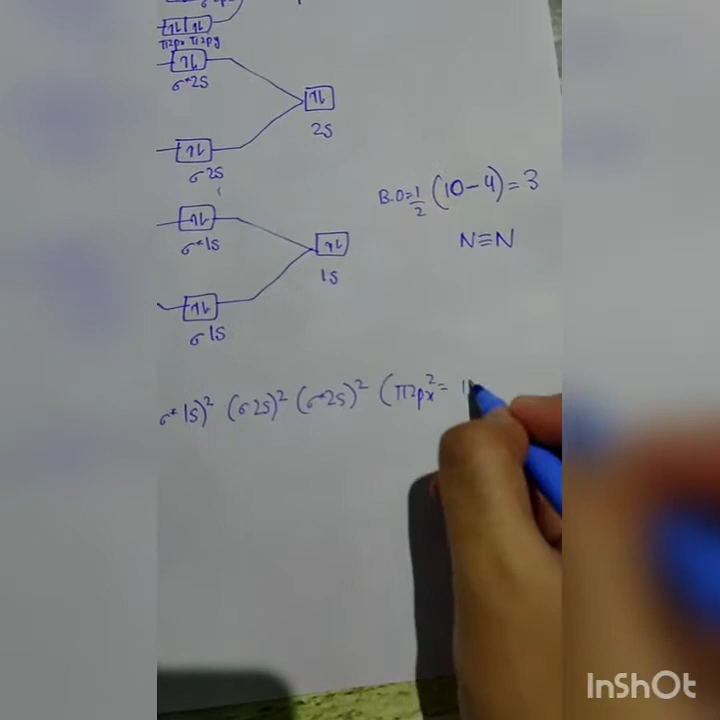 π2px π2py
σ*2S
2S
σ2S
B.O=1/2 (10-4)=3
N≡N
σ*1S
1S
σ1S
σ*1S)² (σ2S)² (σ*2S)² (π2px²=
InShOt